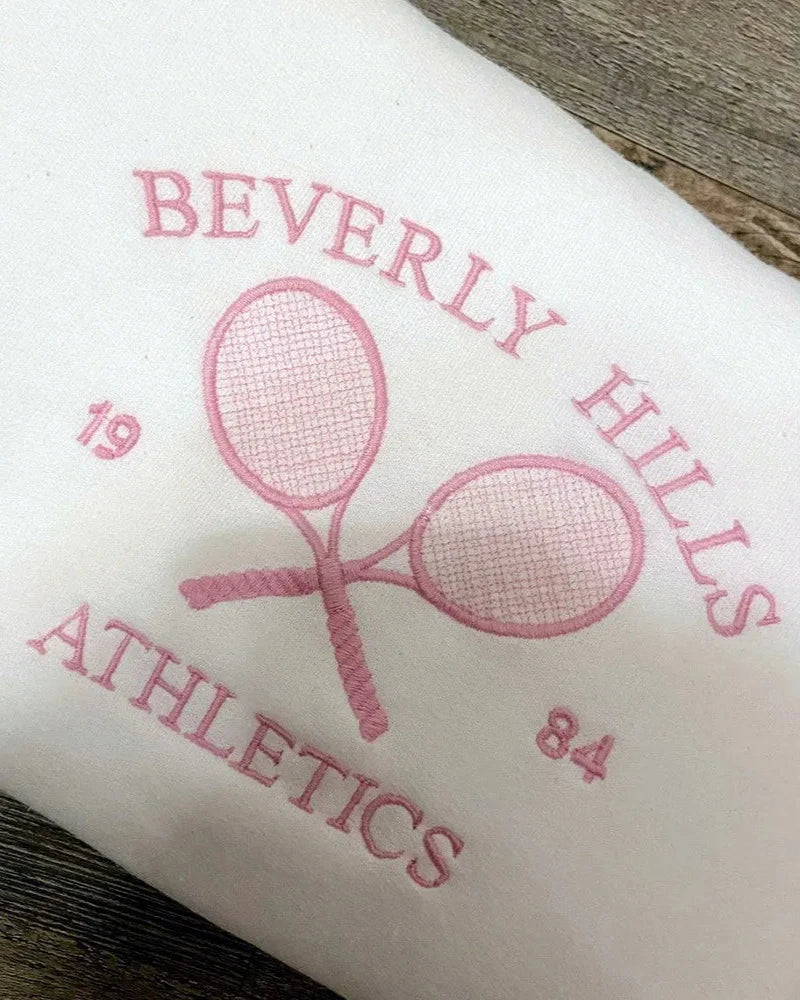 BEVERLY HILLS
19
84
ATHLETICS